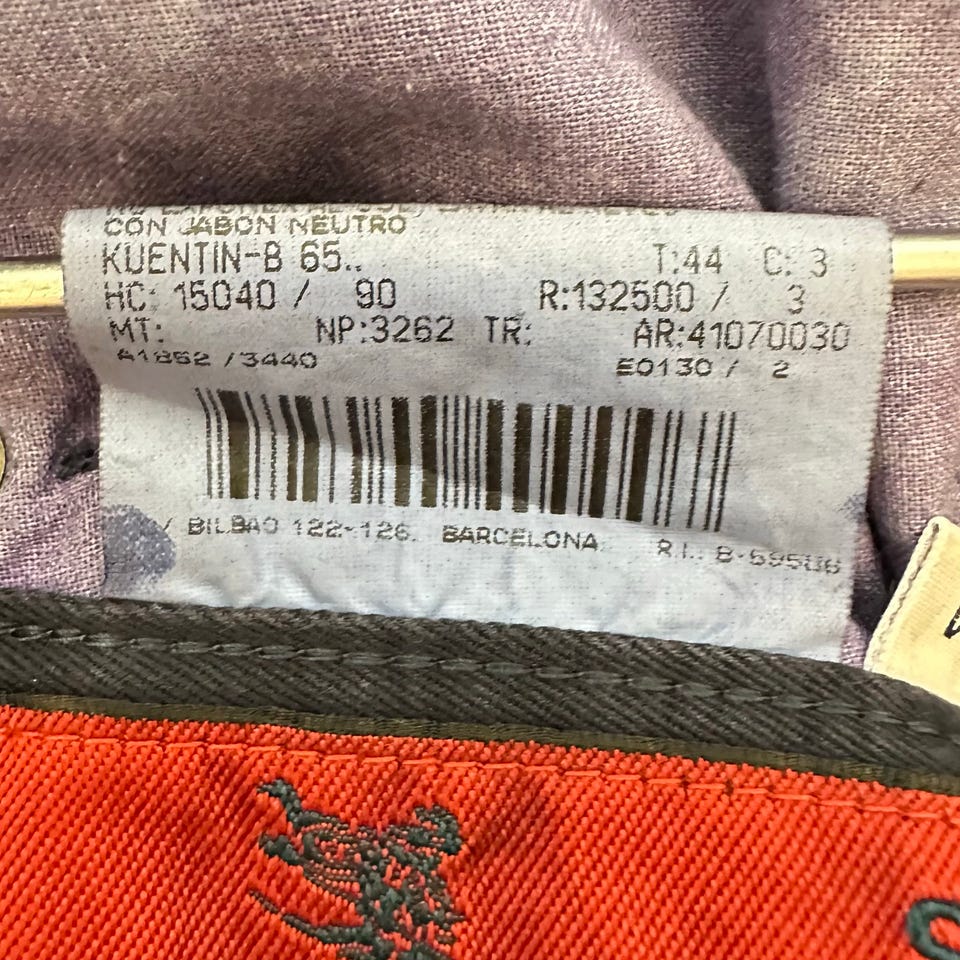 CON JABON NEUTRO
KUENTIN-B 65.. T:44 C: 3
HC: 15040 / 90 R:132500 / 3
MT: NP:3262 TR: AR:41070030
A1852 /3440 E0130 / 2
/ BILBAO 122-126. BARCELONA. R.I.